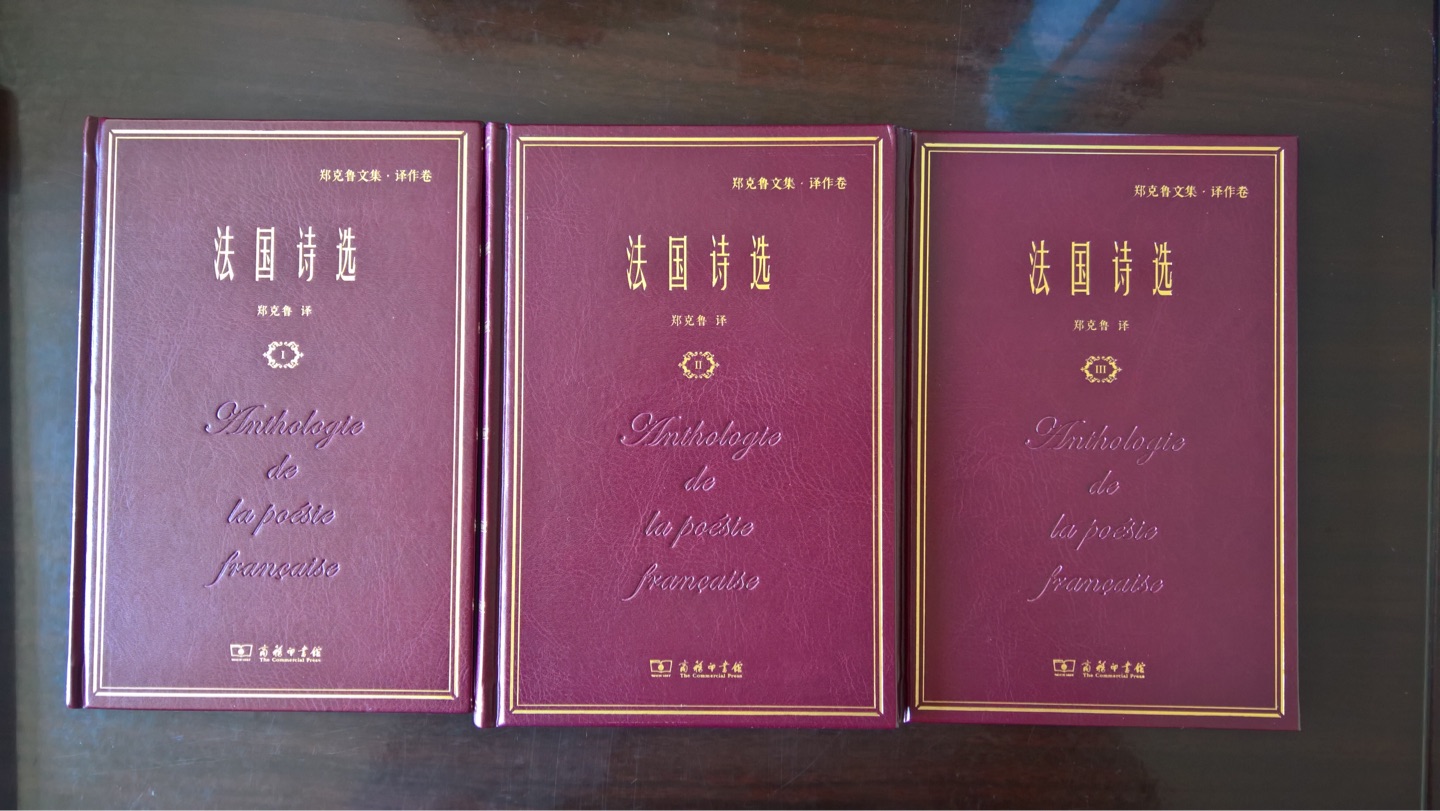 郑克鲁文集·译作卷
法国诗选
郑克鲁 译
I
Anthologie
de
la poésie
française
商务印书馆
The Commercial Press
郑克鲁文集·译作卷
法国诗选
郑克鲁 译
II
Anthologie
de
la poésie
française
商务印书馆
The Commercial Press
郑克鲁文集·译作卷
法国诗选
郑克鲁 译
III
Anthologie
de
la poésie
française
商务印书馆
The Commercial Press